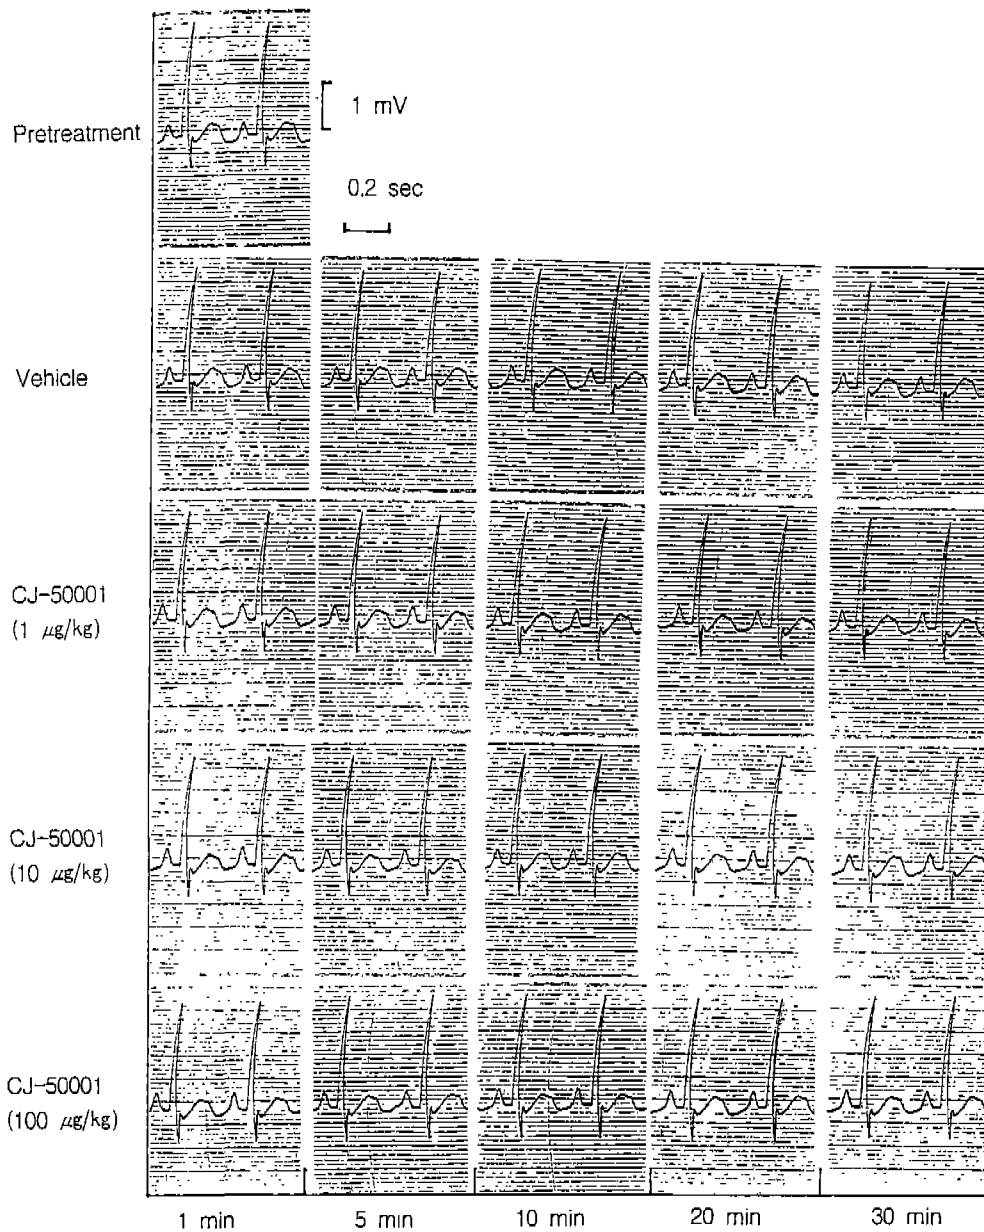 Pretreatment
1 mV
0.2 sec
Vehicle
CJ-50001
(1 μg/kg)
CJ-50001
(10 μg/kg)
CJ-50001
(100 μg/kg)
1 min 5 min 10 min 20 min 30 min